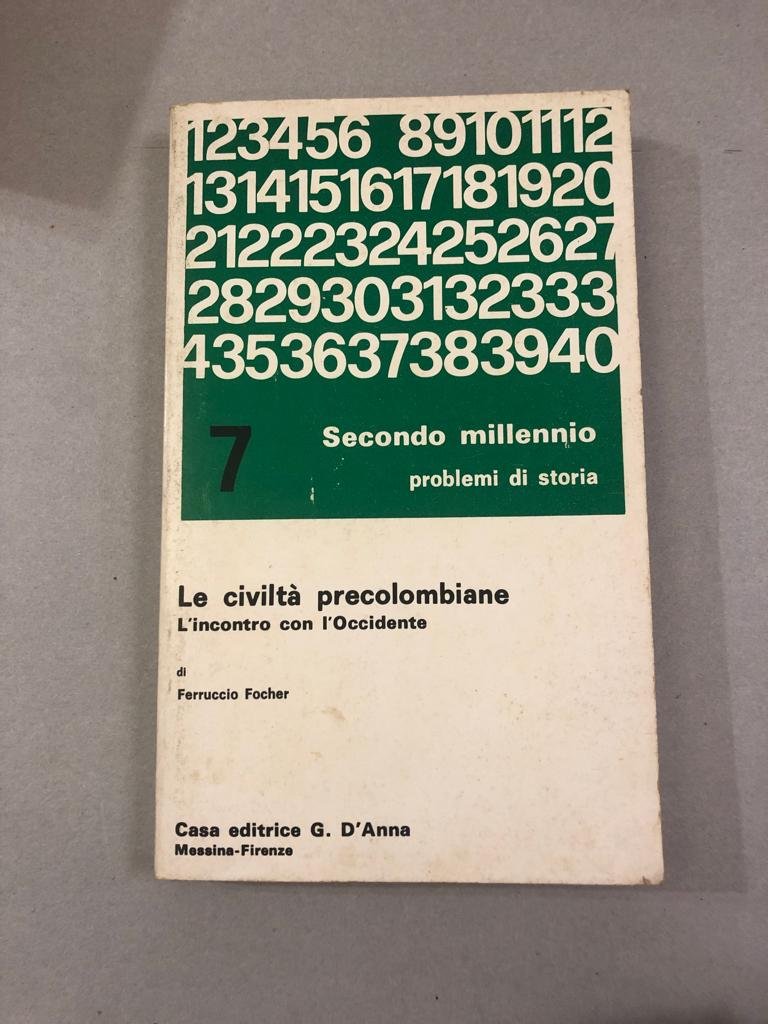 123456 89101112
1314151617181920
21222324252627
28293031323333
4353637383940
7
Secondo millennio
problemi di storia
Le civiltà precolombiane
L'incontro con l'Occidente
di
Ferruccio Focher
Casa editrice G. D'Anna
Messina-Firenze